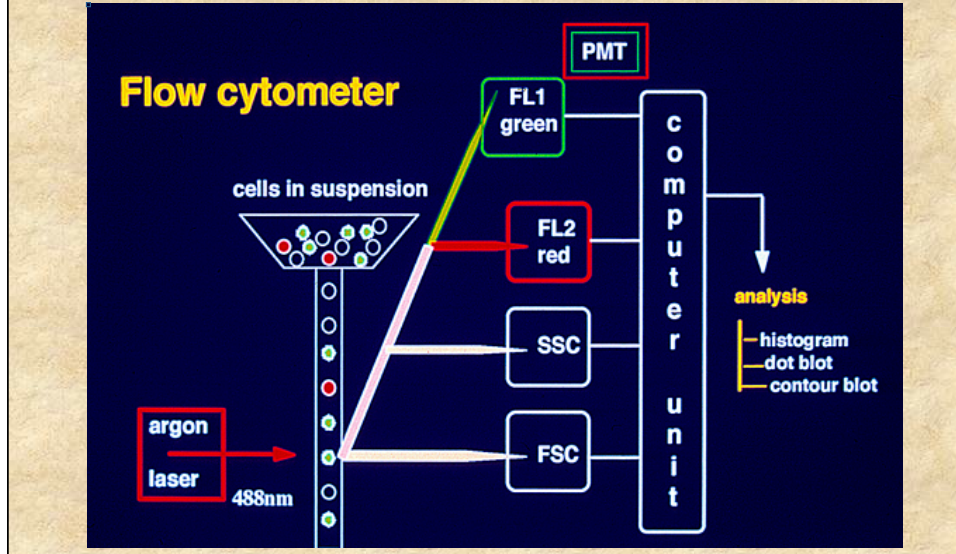 PMT
Flow cytometer
FL1
green
cells in suspension
FL2
red
SSC
FSC
computer unit
argon
laser
488nm
analysis
histogram
dot blot
contour blot